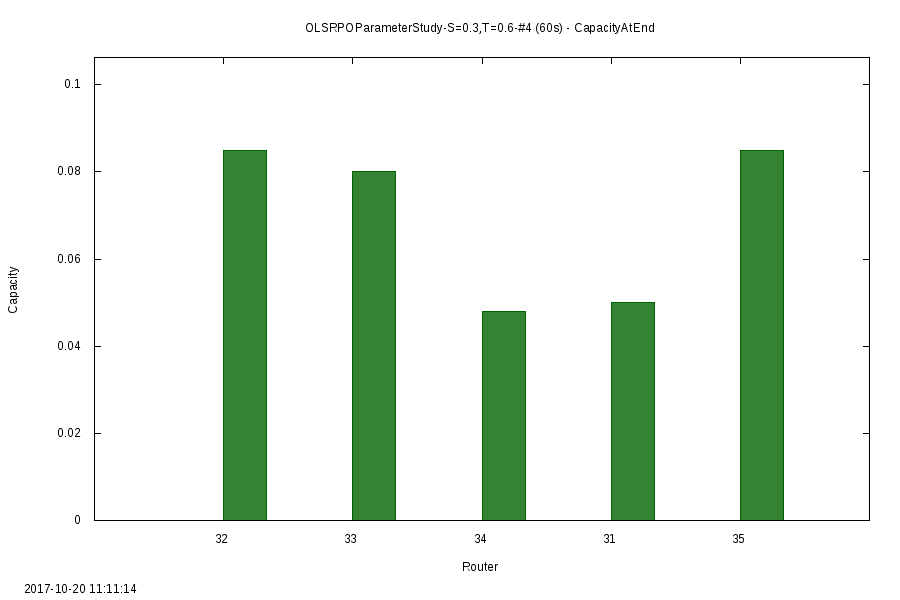 OLSRPOParameterStudy-S=0.3,T=0.6-#4 (60s) - CapacityAtEnd
0.1
0.08
0.06
0.04
0.02
0
Capacity
32 33 34 31 35
Router
2017-10-20 11:11:14